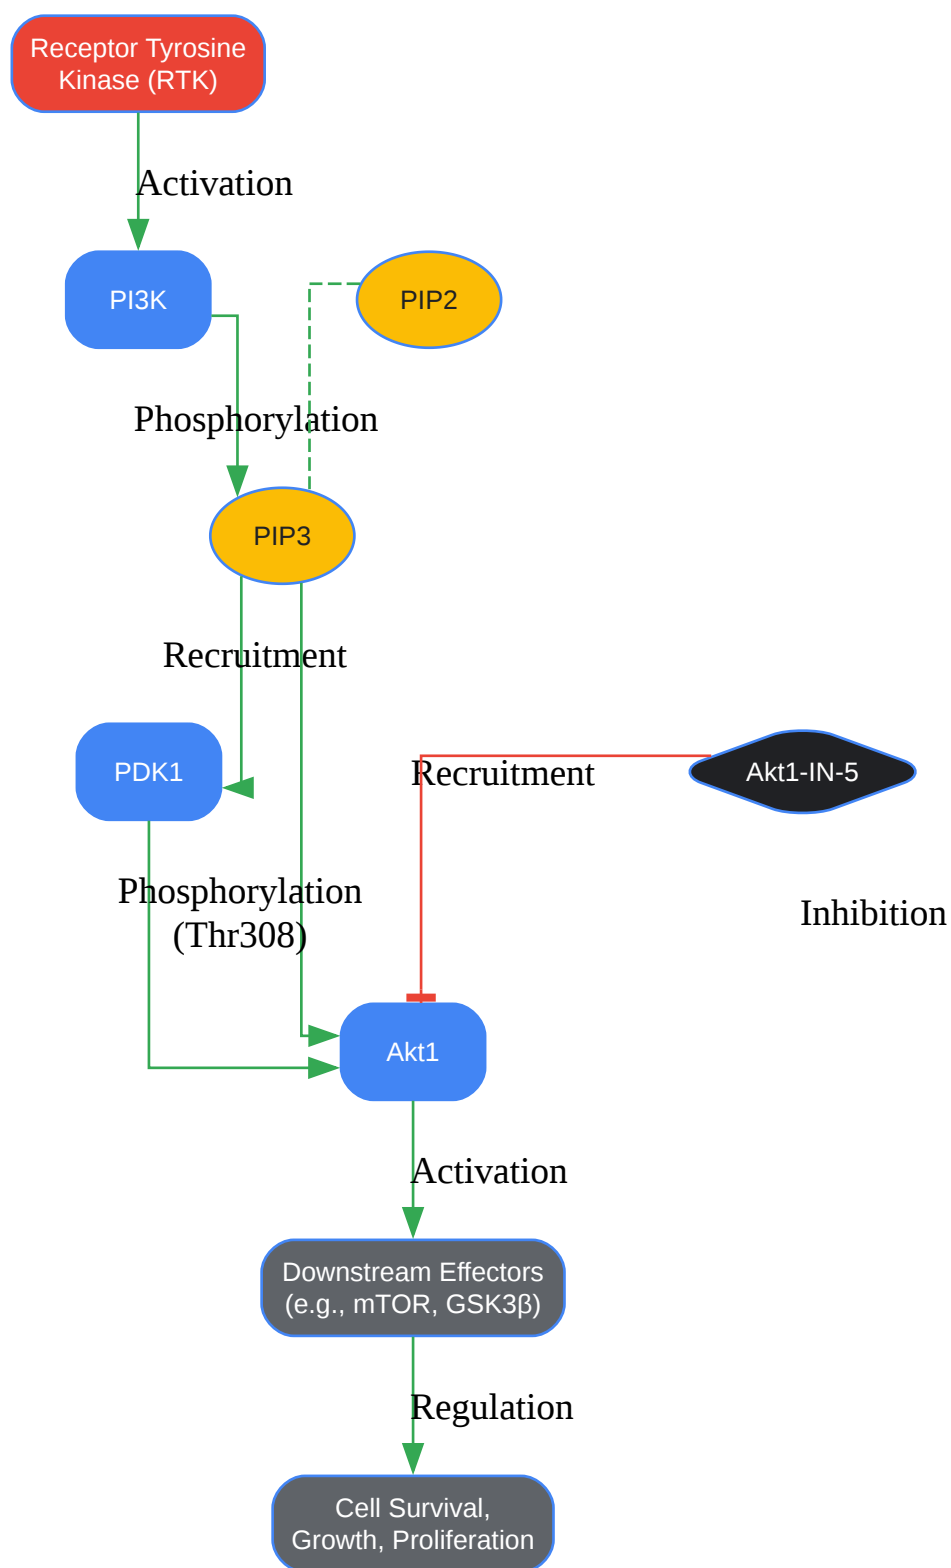 Receptor Tyrosine
Kinase (RTK)
Activation
PI3K
PIP2
Phosphorylation
PIP3
Recruitment
PDK1
Recruitment
Akt1-IN-5
Phosphorylation
(Thr308)
Inhibition
Akt1
Activation
Downstream Effectors
(e.g., mTOR, GSK3β)
Regulation
Cell Survival,
Growth, Proliferation